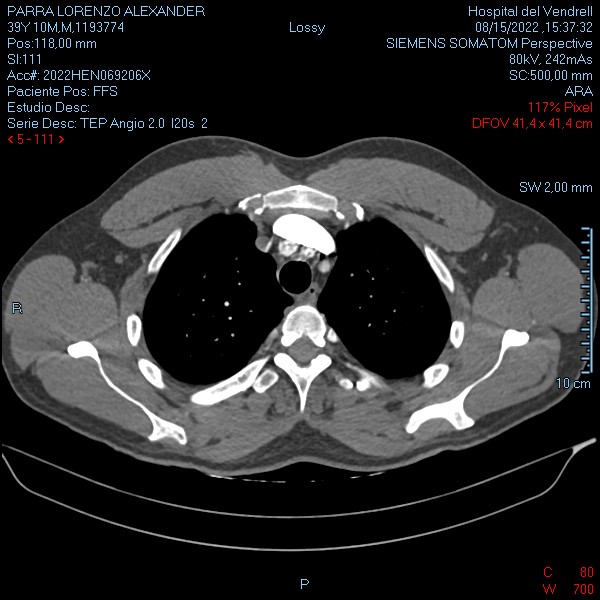 PARRA LORENZO ALEXANDER
39Y 10M,M,1193774
Pos:118,00 mm
SI:111
Acc#: 2022HEN069206X
Paciente Pos: FFS
Estudio Desc:
Serie Desc: TEP Angio 2.0 I20s 2
< 5 - 111 >
Lossy
Hospital del Vendrell
08/15/2022 ,15:37:32
SIEMENS SOMATOM Perspective
80kV, 242mAs
SC:500,00 mm
ARA
117% Pixel
DFOV 41,4 x 41,4 cm
SW 2,00 mm
R
10 cm
P
C 80
W 700